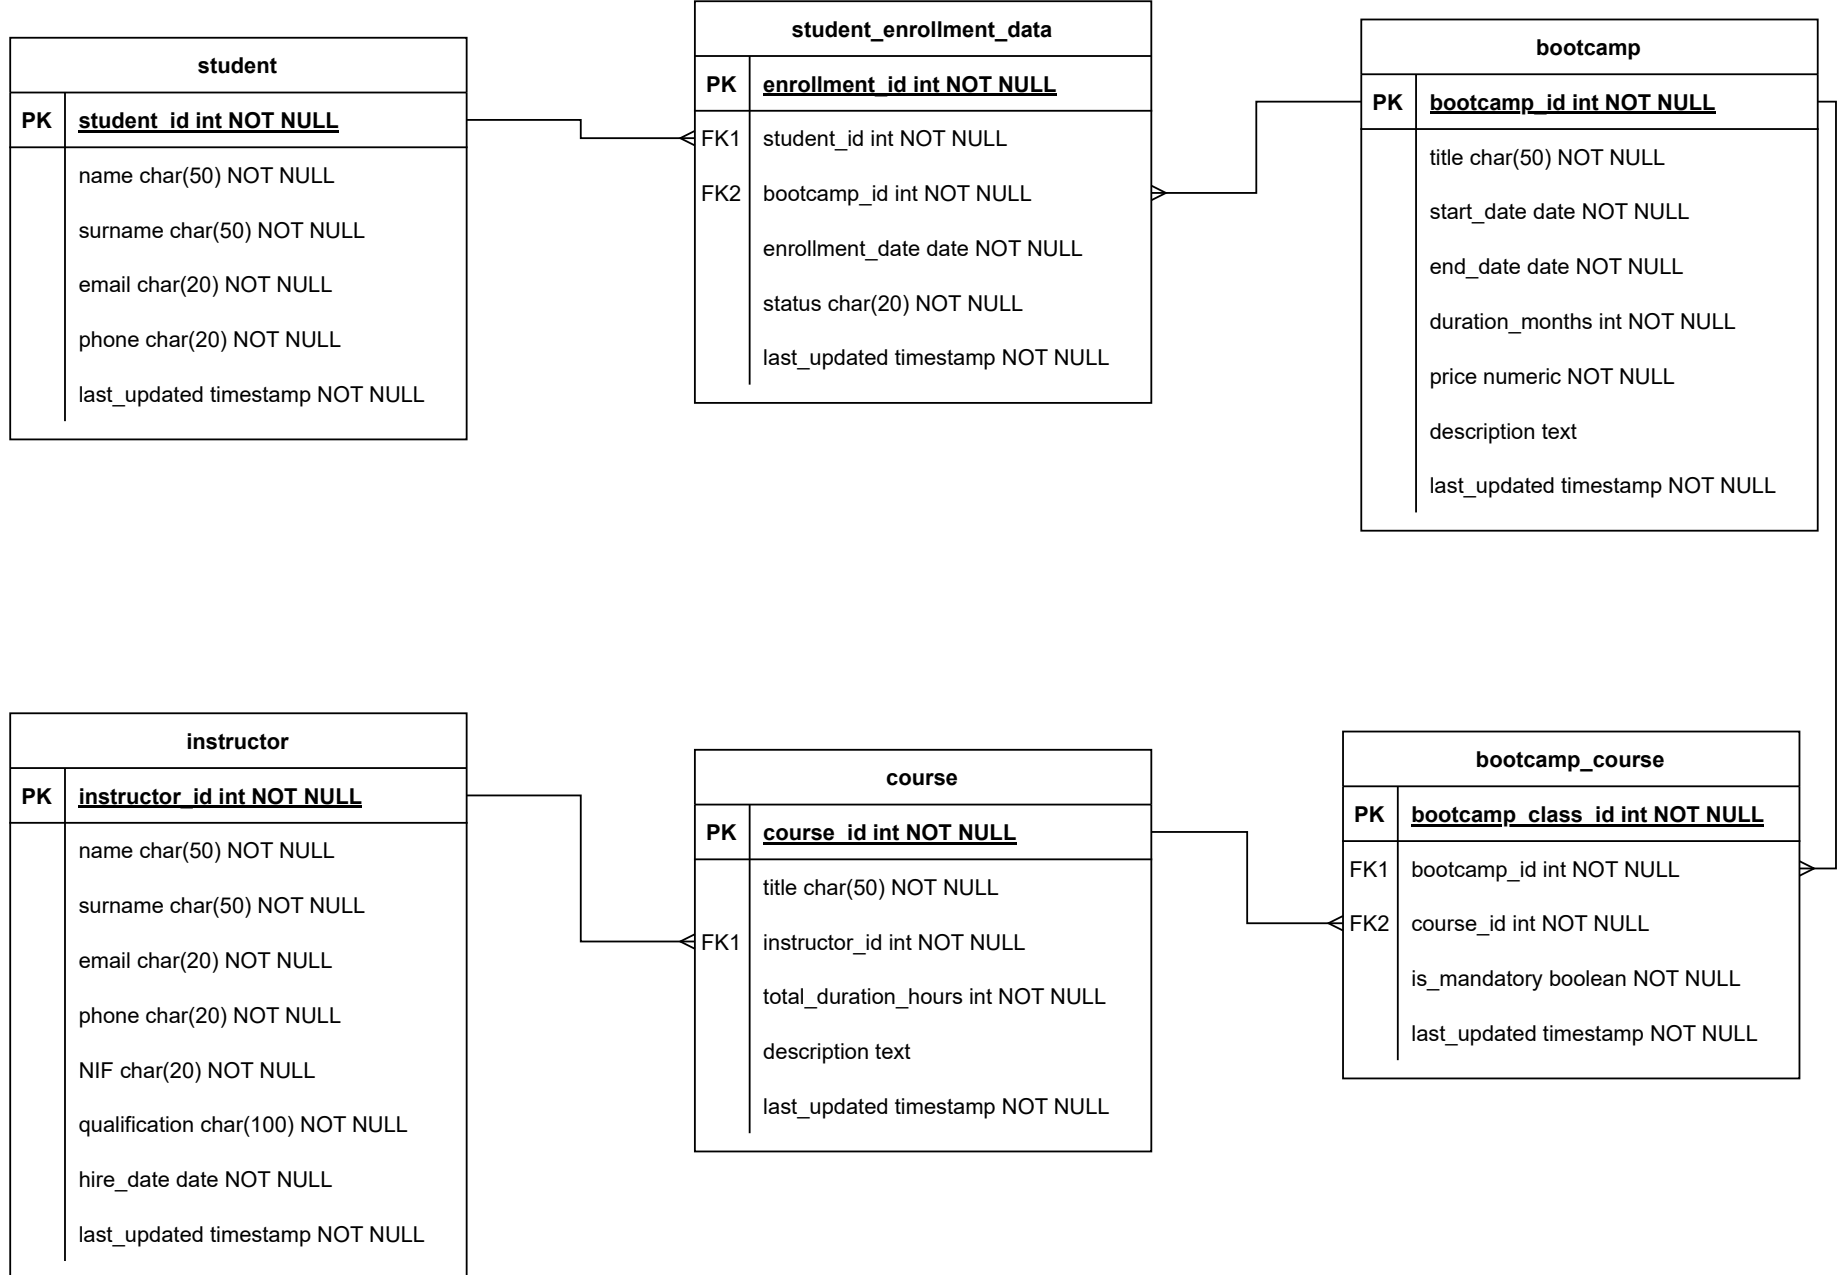 student
PK student_id int NOT NULL
name char(50) NOT NULL
surname char(50) NOT NULL
email char(20) NOT NULL
phone char(20) NOT NULL
last_updated timestamp NOT NULL
student_enrollment_data
PK enrollment_id int NOT NULL
FK1 student_id int NOT NULL
FK2 bootcamp_id int NOT NULL
enrollment_date date NOT NULL
status char(20) NOT NULL
last_updated timestamp NOT NULL
bootcamp
PK bootcamp_id int NOT NULL
title char(50) NOT NULL
start_date date NOT NULL
end_date date NOT NULL
duration_months int NOT NULL
price numeric NOT NULL
description text
last_updated timestamp NOT NULL
instructor
PK instructor_id int NOT NULL
name char(50) NOT NULL
surname char(50) NOT NULL
email char(20) NOT NULL
phone char(20) NOT NULL
NIF char(20) NOT NULL
qualification char(100) NOT NULL
hire_date date NOT NULL
last_updated timestamp NOT NULL
course
PK course_id int NOT NULL
title char(50) NOT NULL
FK1 instructor_id int NOT NULL
total_duration_hours int NOT NULL
description text
last_updated timestamp NOT NULL
bootcamp_course
PK bootcamp_class_id int NOT NULL
FK1 bootcamp_id int NOT NULL
FK2 course_id int NOT NULL
is_mandatory boolean NOT NULL
last_updated timestamp NOT NULL